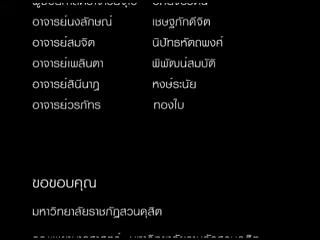 อาจารย์นงลักษณ์ เชษฐภักดีจิต
อาจารย์สมจิต นิปัทธหัตถพงศ์
อาจารย์เพลินตา พิพัฒน์สมบัติ
อาจารย์สินีนาฏ หงษ์ระนัย
อาจารย์วรภัทร ทองใบ
ขอขอบคุณ
มหาวิทยาลัยราชภัฏสวนดุสิต